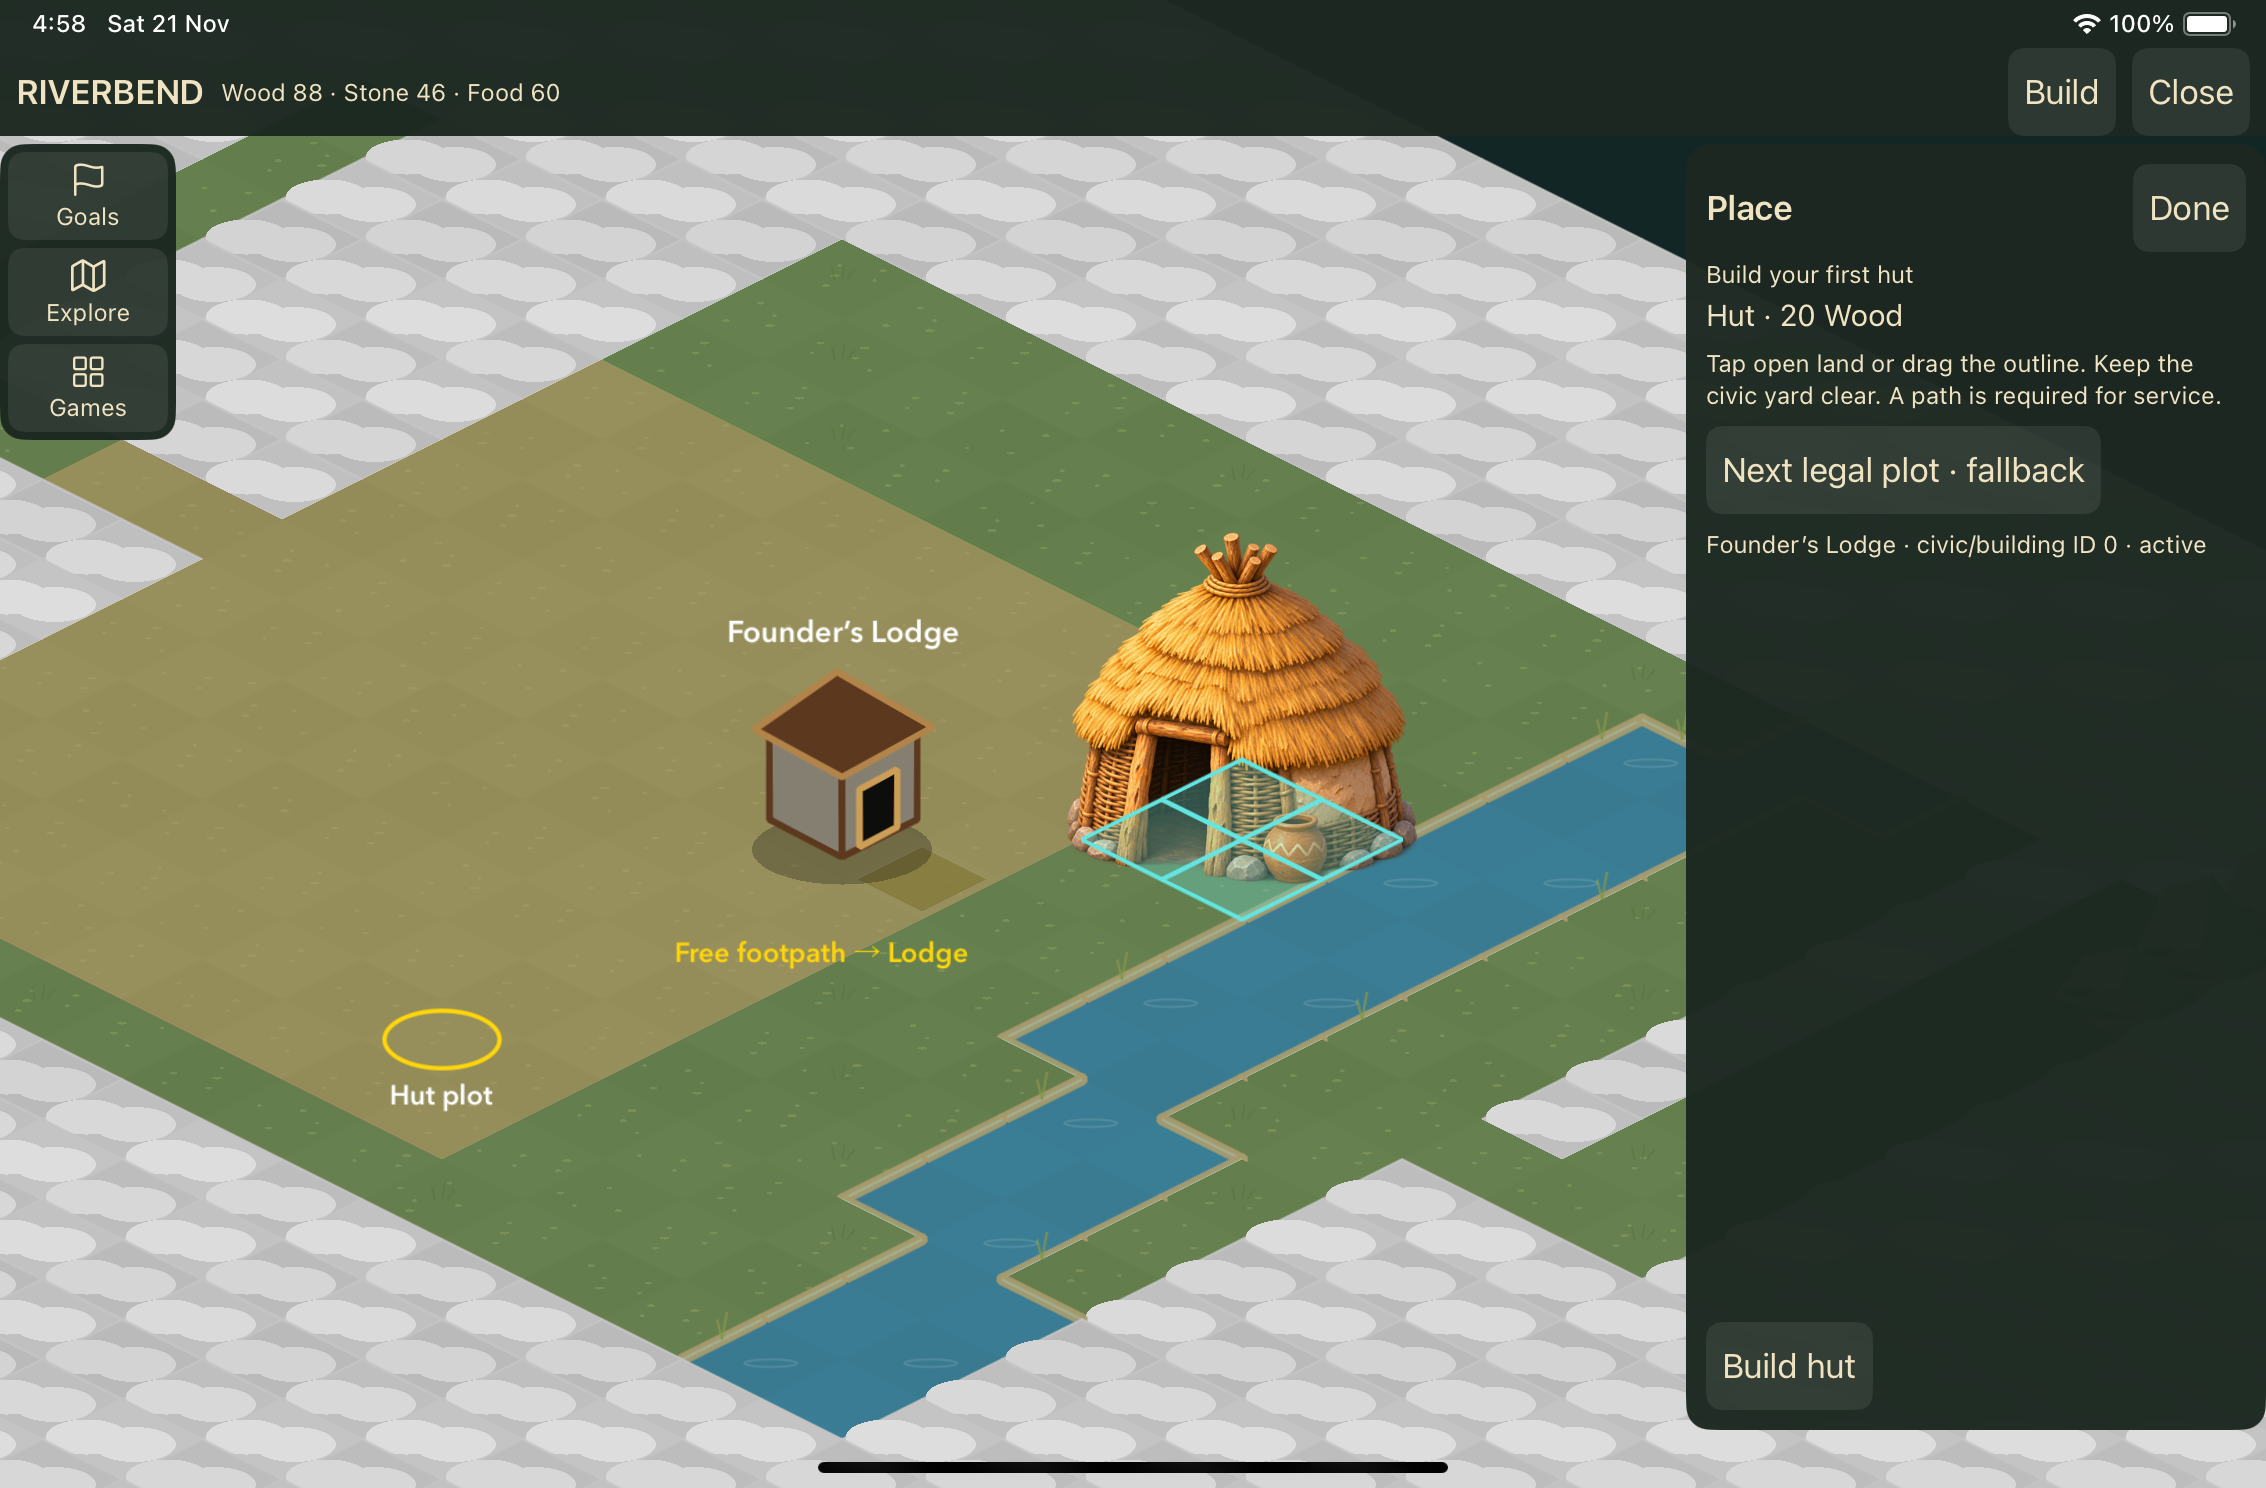 4:58 Sat 21 Nov
100%
RIVERBEND Wood 88 · Stone 46 · Food 60
Build
Close
Goals
Explore
Games
Place
Done
Build your first hut
Hut · 20 Wood
Tap open land or drag the outline. Keep the
civic yard clear. A path is required for service.
Next legal plot · fallback
Founder’s Lodge · civic/building ID 0 · active
Founder’s Lodge
Free footpath → Lodge
Hut plot
Build hut